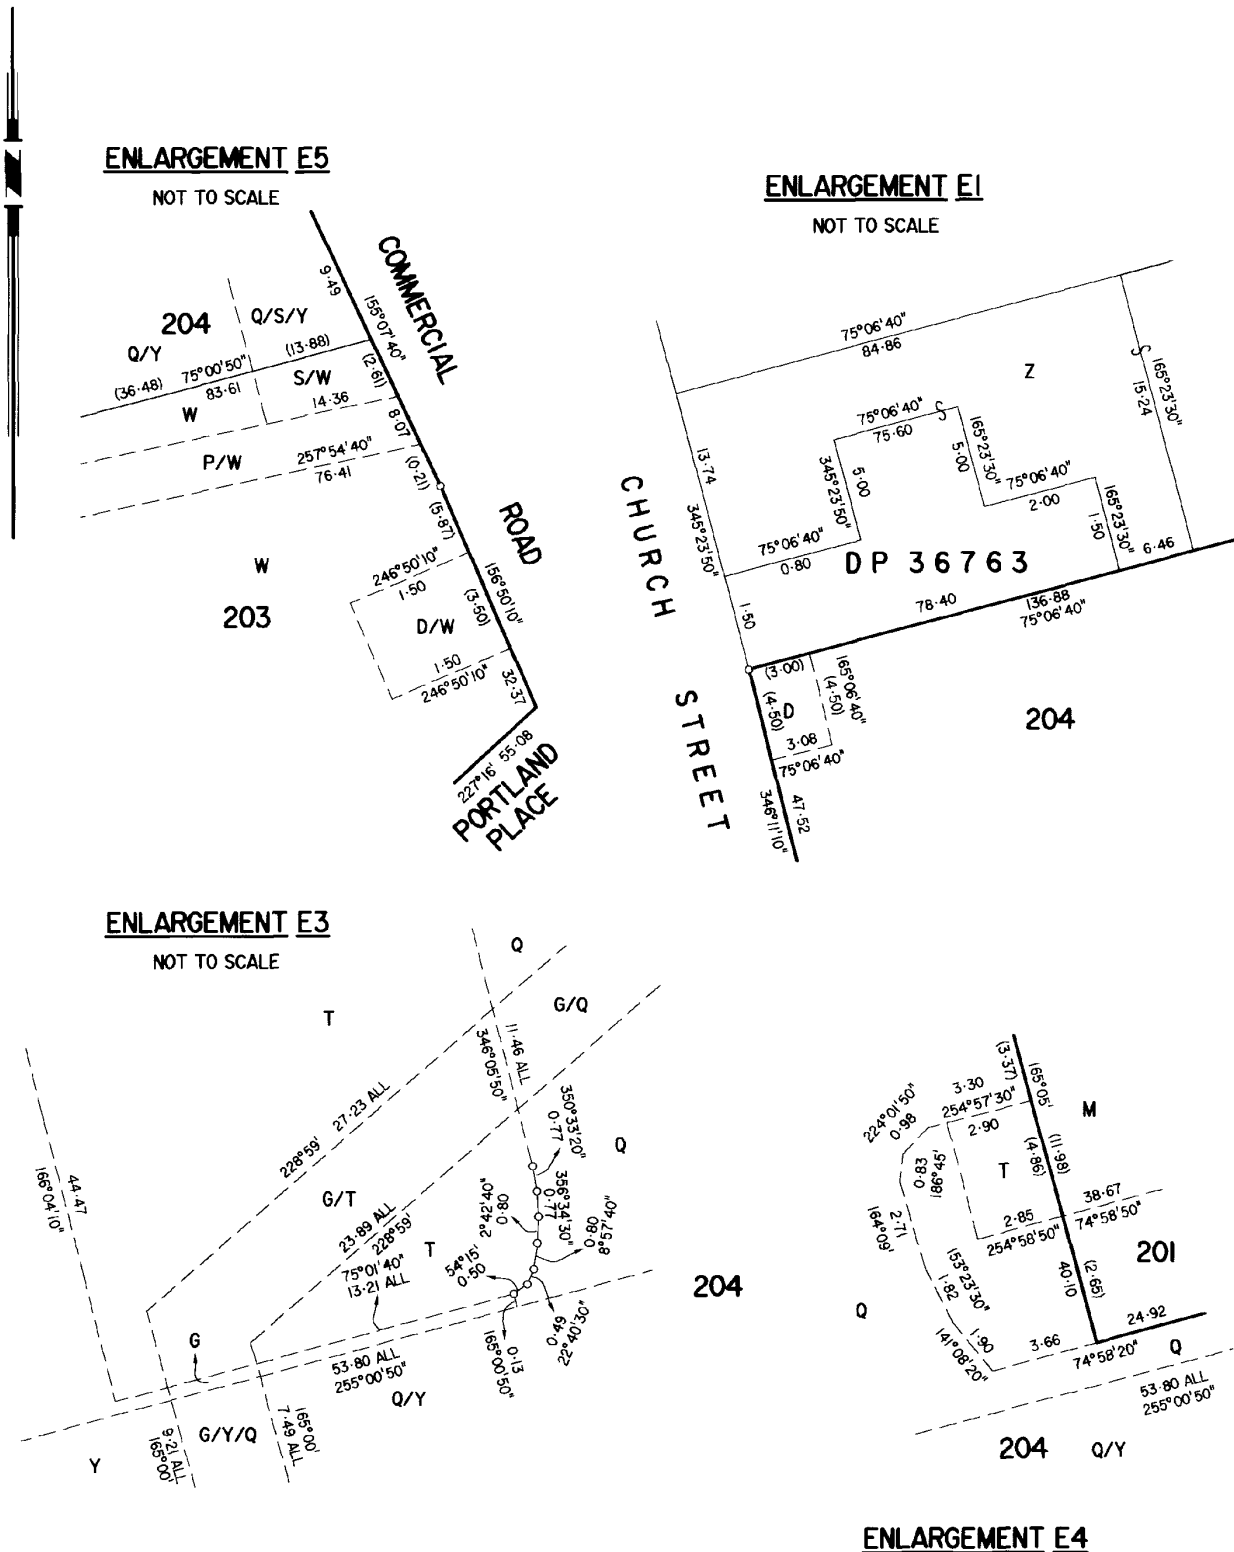 ENLARGEMENT E5
NOT TO SCALE
COMMERCIAL
ROAD
9·49
155°07'40"
204
Q/S/Y
Q/Y
(13·88)
(36·48)
75°00'50"
83·61
S/W
(2·61)
W
14·36
8·07
P/W
257°54'40"
76·41
(0·21)
(5·87)
W
203
246°50'10"
1·50
156°50'10"
(3·50)
D/W
1·50
246°50'10"
32·37
227°16' 55·08
PORTLAND
PLACE
ENLARGEMENT E1
NOT TO SCALE
75°06'40"
84·86
Z
S
165°23'30"
15·24
75°06'40"
75·60
S
165°23'30"
5·00
345°23'50"
5·00
75°06'40"
2·00
165°23'30"
1·50
13·74
345°23'50"
75°06'40"
0·80
DP 36763
6·46
78·40
136·88
75°06'40"
1·50
CHURCH
STREET
(3·00)
(4·50)
D
165°06'40"
(4·50)
3·08
75°06'40"
204
47·52
346°11'10"
ENLARGEMENT E3
NOT TO SCALE
Q
T
G/Q
11·46 ALL
346°05'50"
27·23 ALL
228°59'
350°33'20"
0·77
Q
44·47
166°04'10"
G/T
23·89 ALL
228°59'
2°42'40"
0·80
356°34'30"
0·77
0·80
8°57'40"
T
75°01'40"
13·21 ALL
54°15'
0·50
204
G
53·80 ALL
255°00'50"
0·13
165°00'50"
0·49
22°40'30"
Q/Y
G/Y/Q
9·21 ALL
165°00'
165°00'
7·49 ALL
Y
(3·37)
165°05'
M
3·30
254°57'30"
2·90
224°01'50"
0·98
0·83
186°45'
T
(4·86)
(11·98)
2·71
164°09'
2·85
254°58'50"
38·67
74°58'50"
201
153°23'30"
1·82
40·10
(2·65)
Q
1·90
141°08'20"
3·66
24·92
74°58'20"
Q
53·80 ALL
255°00'50"
204
Q/Y
ENLARGEMENT E4